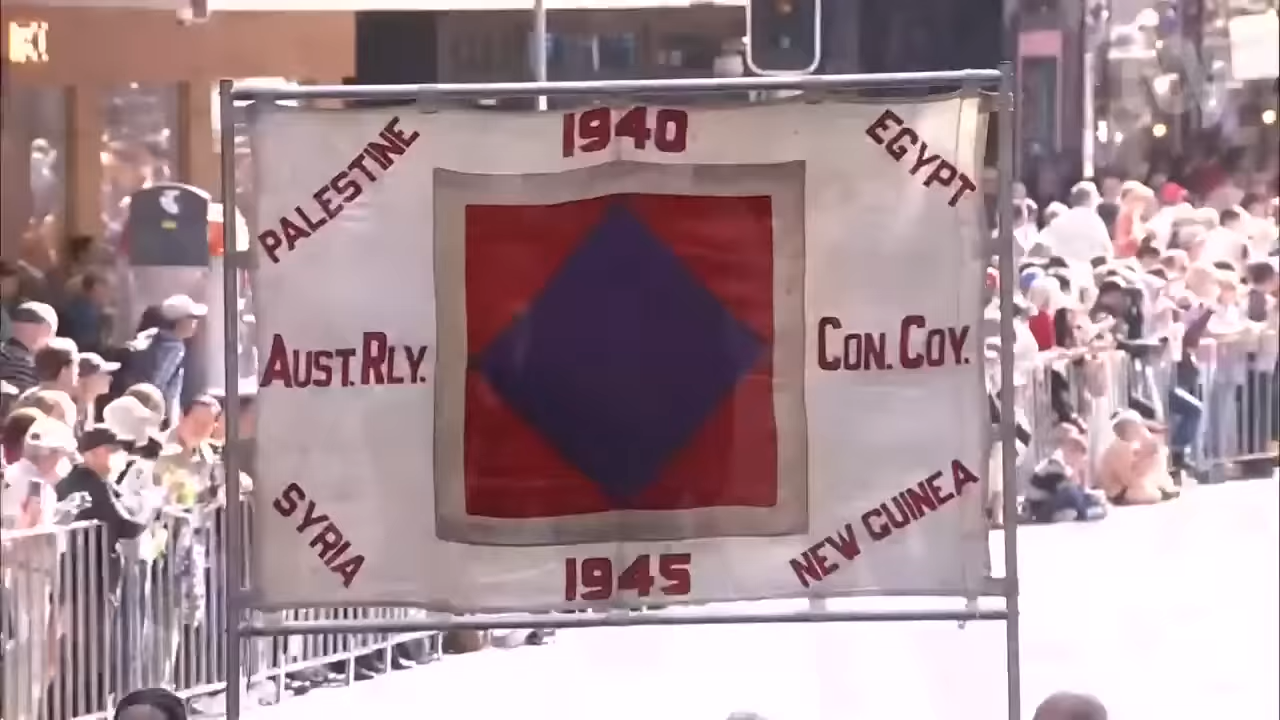 1940
PALESTINE
EGYPT
AUST. RLY.
CON. COY.
SYRIA
NEW GUINEA
1945